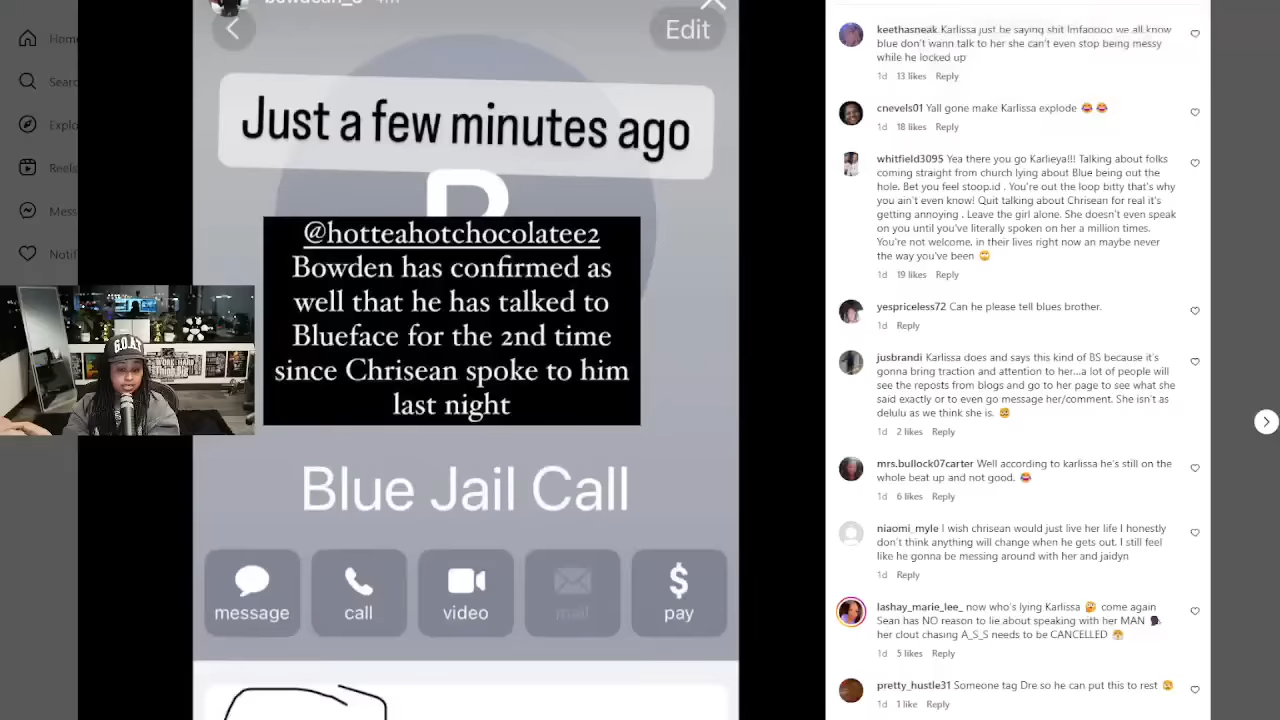 bowdean_8 4m
Edit
Just a few minutes ago
@hotteahotchocolatee2
Bowden has confirmed as
well that he has talked to
Blueface for the 2nd time
since Chrisean spoke to him
last night
Blue Jail Call
message
call
video
mail
pay
Home
Searc
Explo
Reels
Mess
Notif
G.O.A.T
keethasneak Karlissa just be saying shit lmfaoooo we all know
blue don't wann talk to her she can't even stop being messy
while he locked up
1d 13 likes Reply
cnevels01 Yall gone make Karlissa explode 😂 😂
1d 18 likes Reply
whitfield3095 Yea there you go Karlieya!!! Talking about folks
coming straight from church lying about Blue being out the
hole. Bet you feel stoop.id . You're out the loop bitty that's why
you ain't even know! Quit talking about Chrisean for real it's
getting annoying . Leave the girl alone. She doesn't even speak
on you until you've literally spoken on her a million times.
You're not welcome. in their lives right now an maybe never
the way you've been 🙄
1d 19 likes Reply
yespriceless72 Can he please tell blues brother.
1d Reply
jusbrandi Karlissa does and says this kind of BS because it's
gonna bring traction and attention to her...a lot of people will
see the reposts from blogs and go to her page to see what she
said exactly or to even go message her/comment. She isn't as
delulu as we think she is.
1d 2 likes Reply
mrs.bullock07carter Well according to karlissa he's still on the
whole beat up and not good. 😂
1d 6 likes Reply
niaomi_myle I wish chrisean would just live her life I honestly
don't think anything will change when he gets out. I still feel
like he gonna be messing around with her and jaidyn
1d Reply
lashay_marie_lee_ now who's lying Karlissa come again
Sean has NO reason to lie about speaking with her MAN
her clout chasing A_S_S needs to be CANCELLED
1d 5 likes Reply
pretty_hustle31 Someone tag Dre so he can put this to rest
1d 1 like Reply